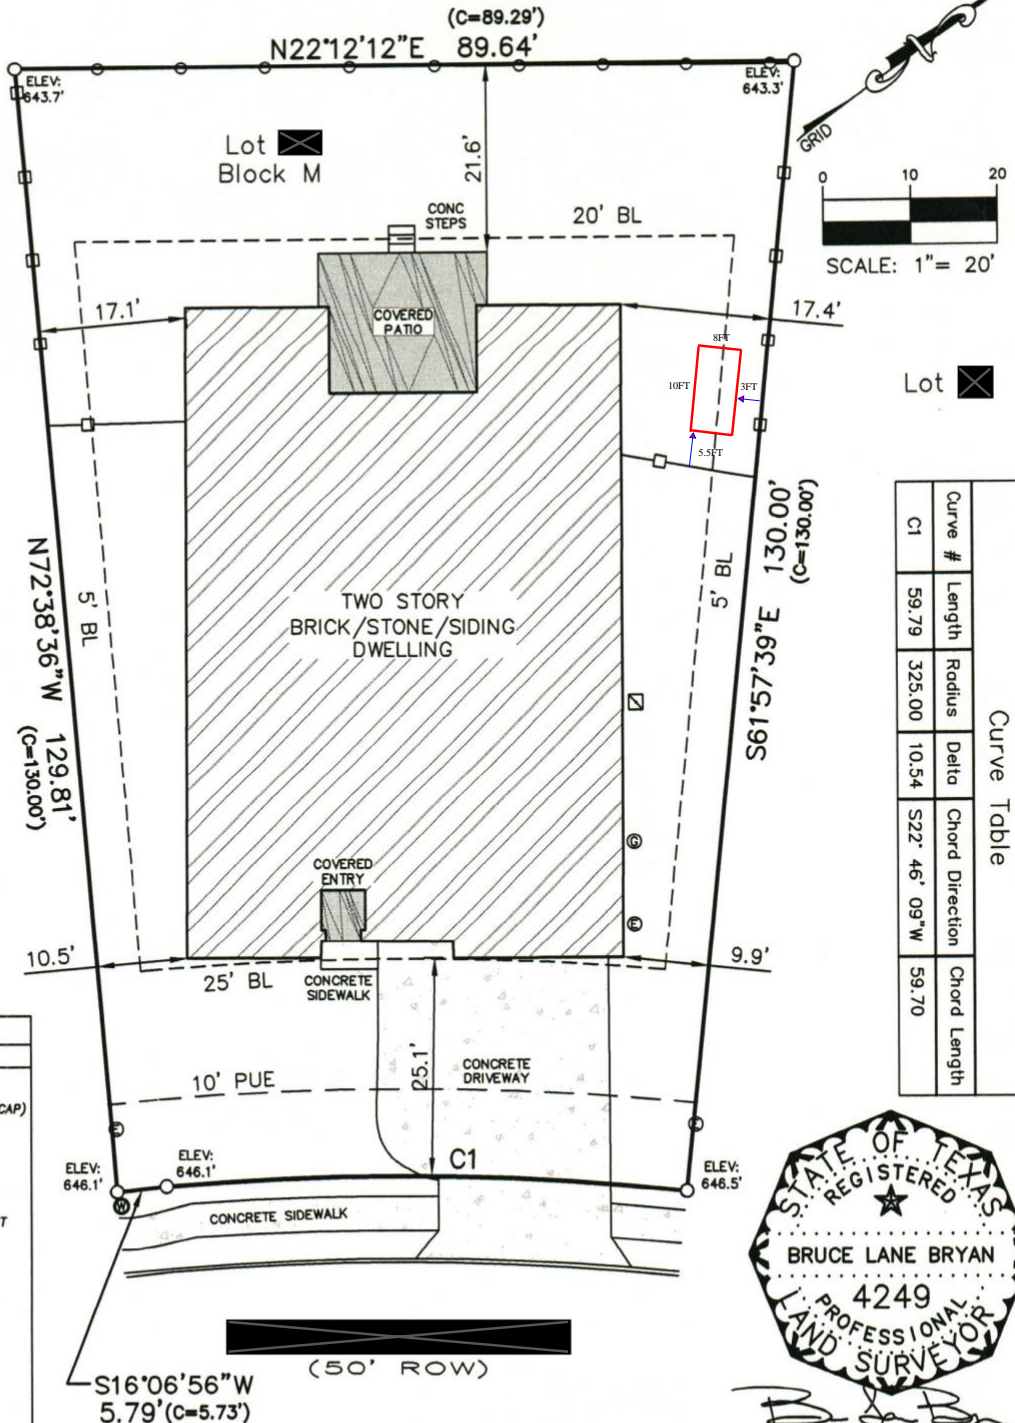 (C=89.29')
N22°12'12"E 89.64'
ELEV:
643.7'
ELEV:
643.3'
GRID
Lot
Block M
21.6'
CONC
STEPS
20' BL
0 10 20
SCALE: 1"= 20'
17.1'
COVERED
PATIO
17.4'
8FT
10FT
3FT
5.5FT
Lot
N72°38'36"W 129.81'
(C=130.00')
5' BL
TWO STORY
BRICK/STONE/SIDING
DWELLING
5' BL
S61°57'39"E 130.00'
(C=130.00')
Curve Table
Curve # Length Radius Delta Chord Direction Chord Length
C1 59.79 325.00 10.54 S22° 46' 09"W 59.70
G
E
COVERED
ENTRY
10.5'
25' BL
CONCRETE
SIDEWALK
9.9'
25.1'
CONCRETE
DRIVEWAY
10' PUE
CAP)
E
E
ELEV:
646.1'
ELEV:
646.1'
C1
ELEV:
646.5'
W
T
CONCRETE SIDEWALK
(50' ROW)
S16°06'56"W
5.79'(C=5.73')
STATE OF TEXAS
REGISTERED
BRUCE LANE BRYAN
4249
PROFESSIONAL
LAND SURVEYOR